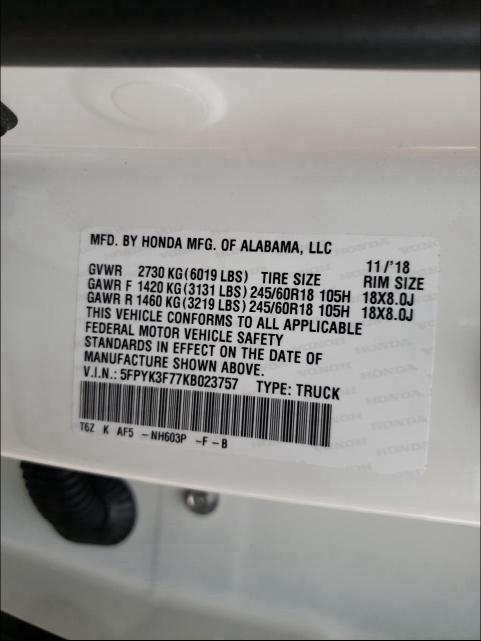 MFD. BY HONDA MFG. OF ALABAMA, LLC
11/'18
GVWR 2730 KG(6019 LBS) TIRE SIZE RIM SIZE
GAWR F 1420 KG(3131 LBS) 245/60R18 105H 18X8.0J
GAWR R 1460 KG(3219 LBS) 245/60R18 105H 18X8.0J
THIS VEHICLE CONFORMS TO ALL APPLICABLE
FEDERAL MOTOR VEHICLE SAFETY
STANDARDS IN EFFECT ON THE DATE OF
MANUFACTURE SHOWN ABOVE.
V.I.N.: 5FPYK3F77KB023757 TYPE: TRUCK
T6Z K AF5 -NH603P -F-B